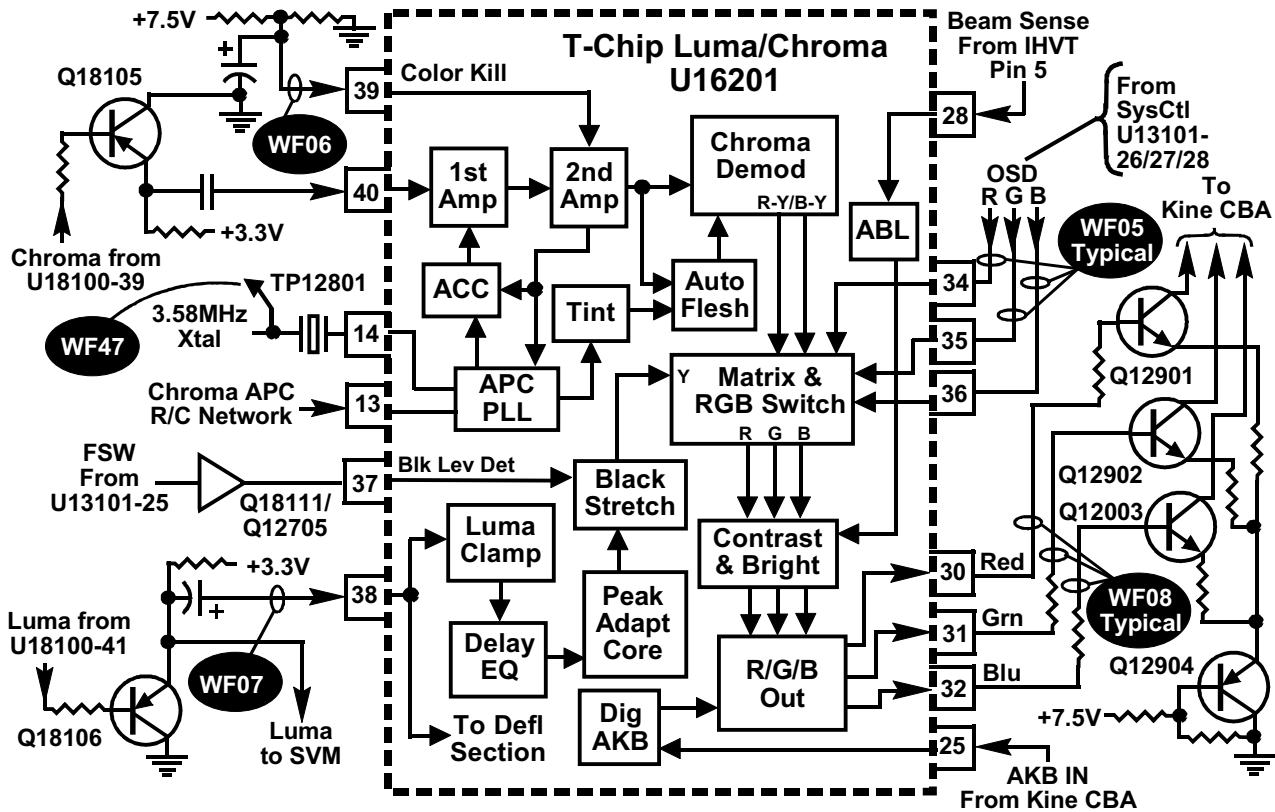 +7.5V
Q18105
39
Color Kill
WF06
40
+3.3V
Chroma from
U18100-39
TP12801
3.58MHz
Xtal
WF47
14
Chroma APC
R/C Network
13
FSW
From
U13101-25
Q18111/
Q12705
37
Blk Lev Det
+3.3V
38
Luma from
U18100-41
WF07
Q18106
Luma
to SVM
T-Chip Luma/Chroma
U16201
1st
Amp
2nd
Amp
Chroma
Demod
R-Y/B-Y
ABL
ACC
Tint
Auto
Flesh
APC
PLL
Y
Matrix &
RGB Switch
R G B
Black
Stretch
Luma
Clamp
Contrast
& Bright
Delay
EQ
Peak
Adapt
Core
R/G/B
Out
Dig
AKB
To Defl
Section
Beam Sense
From IHVT
Pin 5
28
From
SysCtl
U13101-
26/27/28
OSD
R G B
To
Kine CBA
WF05
Typical
34
35
36
Q12901
Q12902
Q12003
30
Red
31
Grn
32
Blu
WF08
Typical
Q12904
+7.5V
25
AKB IN
From Kine CBA